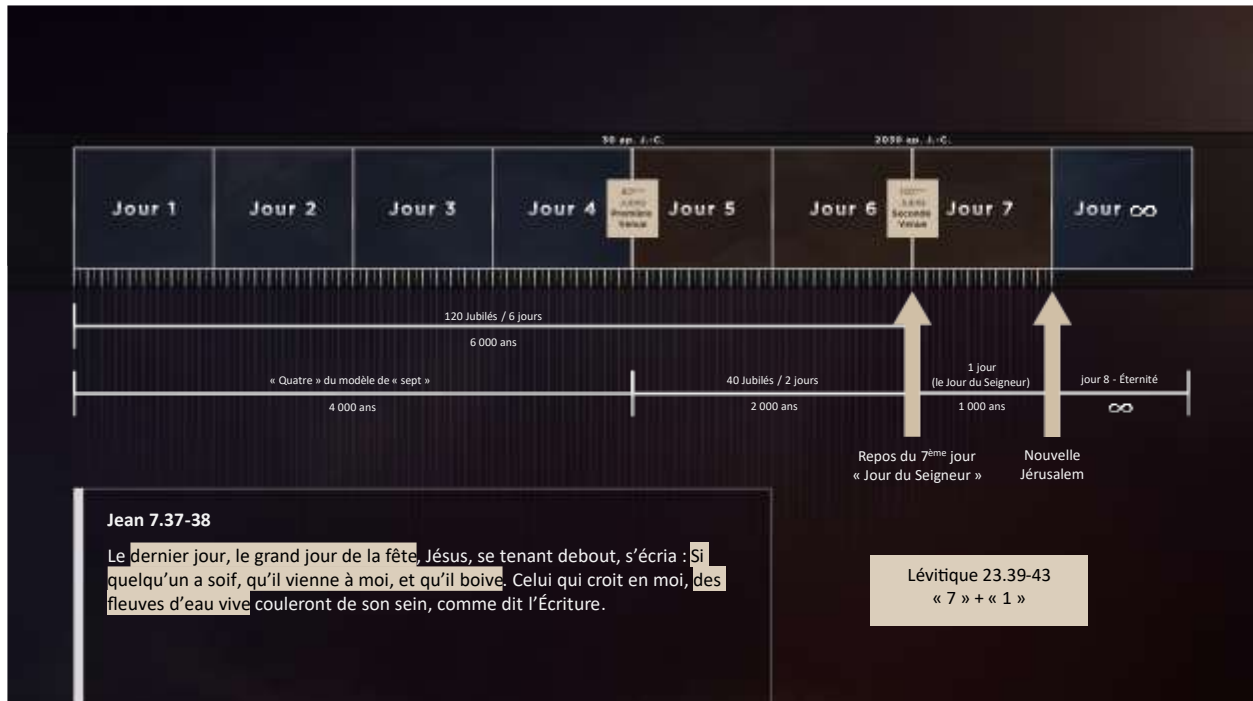 30 ap. J.-C.
2030 ap. J.-C.
Jour 1
Jour 2
Jour 3
Jour 4
Première
Venue
Jour 5
Jour 6
Seconde
Venue
Jour 7
Jour ∞
120 Jubilés / 6 jours
6 000 ans
« Quatre » du modèle de « sept »
4 000 ans
40 Jubilés / 2 jours
2 000 ans
1 jour
(le Jour du Seigneur)
1 000 ans
jour 8 - Éternité
∞
Repos du 7ème jour
« Jour du Seigneur »
Nouvelle
Jérusalem
Jean 7.37-38
Le dernier jour, le grand jour de la fête, Jésus, se tenant debout, s’écria : Si
quelqu’un a soif, qu’il vienne à moi, et qu’il boive. Celui qui croit en moi, des
fleuves d’eau vive couleront de son sein, comme dit l’Écriture.
Lévitique 23.39-43
« 7 » + « 1 »